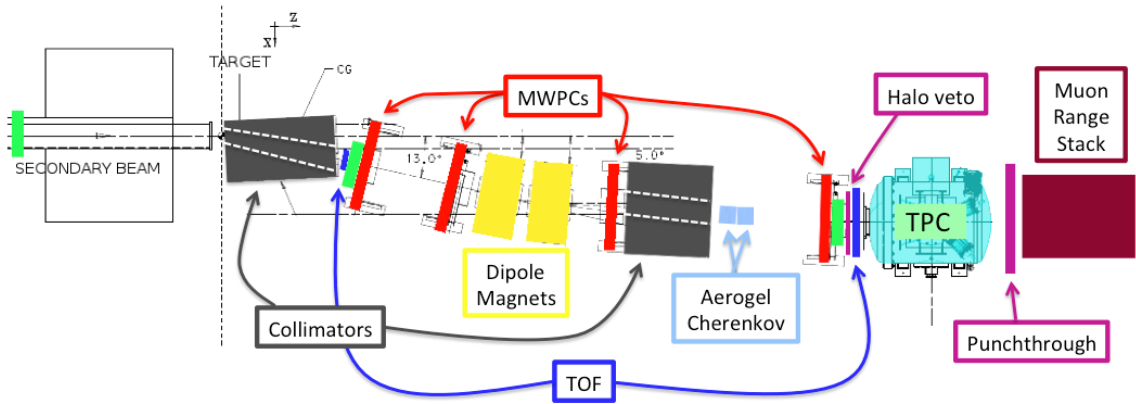 Z
X
TARGET
CG
MWPCs
Halo veto
Muon
Range
Stack
SECONDARY BEAM
13.0°
5.0°
TPC
Dipole
Magnets
Aerogel
Cherenkov
Collimators
Punchthrough
TOF